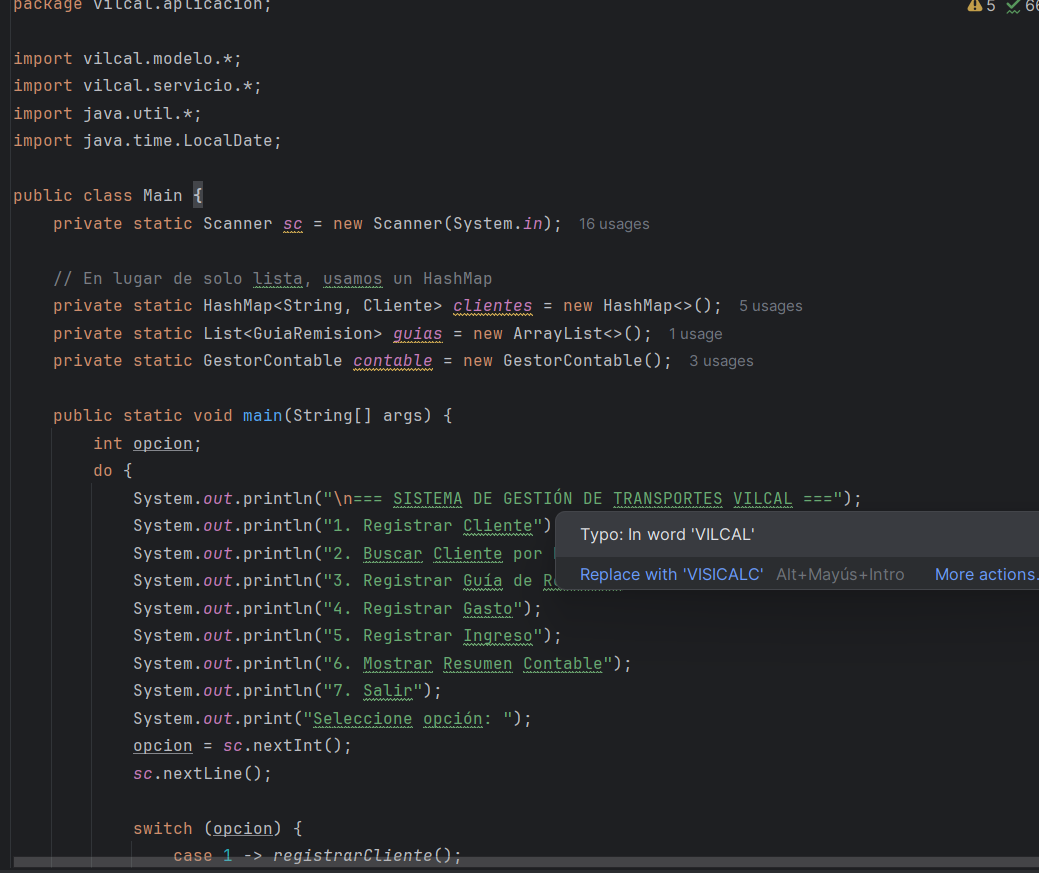 package vilcal.aplicacion;
5 66
import vilcal.modelo.*;
import vilcal.servicio.*;
import java.util.*;
import java.time.LocalDate;
public class Main {
private static Scanner sc = new Scanner(System.in); 16 usages
// En lugar de solo lista, usamos un HashMap
private static HashMap<String, Cliente> clientes = new HashMap<>(); 5 usages
private static List<GuiaRemision> guias = new ArrayList<>(); 1 usage
private static GestorContable contable = new GestorContable(); 3 usages
public static void main(String[] args) {
int opcion;
do {
System.out.println("\n=== SISTEMA DE GESTIÓN DE TRANSPORTES VILCAL ===");
System.out.println("1. Registrar Cliente")
System.out.println("2. Buscar Cliente por
System.out.println("3. Registrar Guía de
Typo: In word 'VILCAL'
Replace with 'VISICALC' Alt+Mayús+Intro More actions.
System.out.println("4. Registrar Gasto");
System.out.println("5. Registrar Ingreso");
System.out.println("6. Mostrar Resumen Contable");
System.out.println("7. Salir");
System.out.print("Seleccione opción: ");
opcion = sc.nextInt();
sc.nextLine();
switch (opcion) {
case 1 -> registrarCliente();